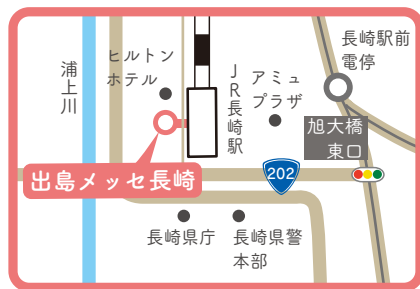 浦上川
ヒルトン
ホテル
JR長崎駅
アミュ
プラザ
長崎駅前
電停
旭大橋
東口
出島メッセ長崎
202
長崎県庁
長崎県警
本部